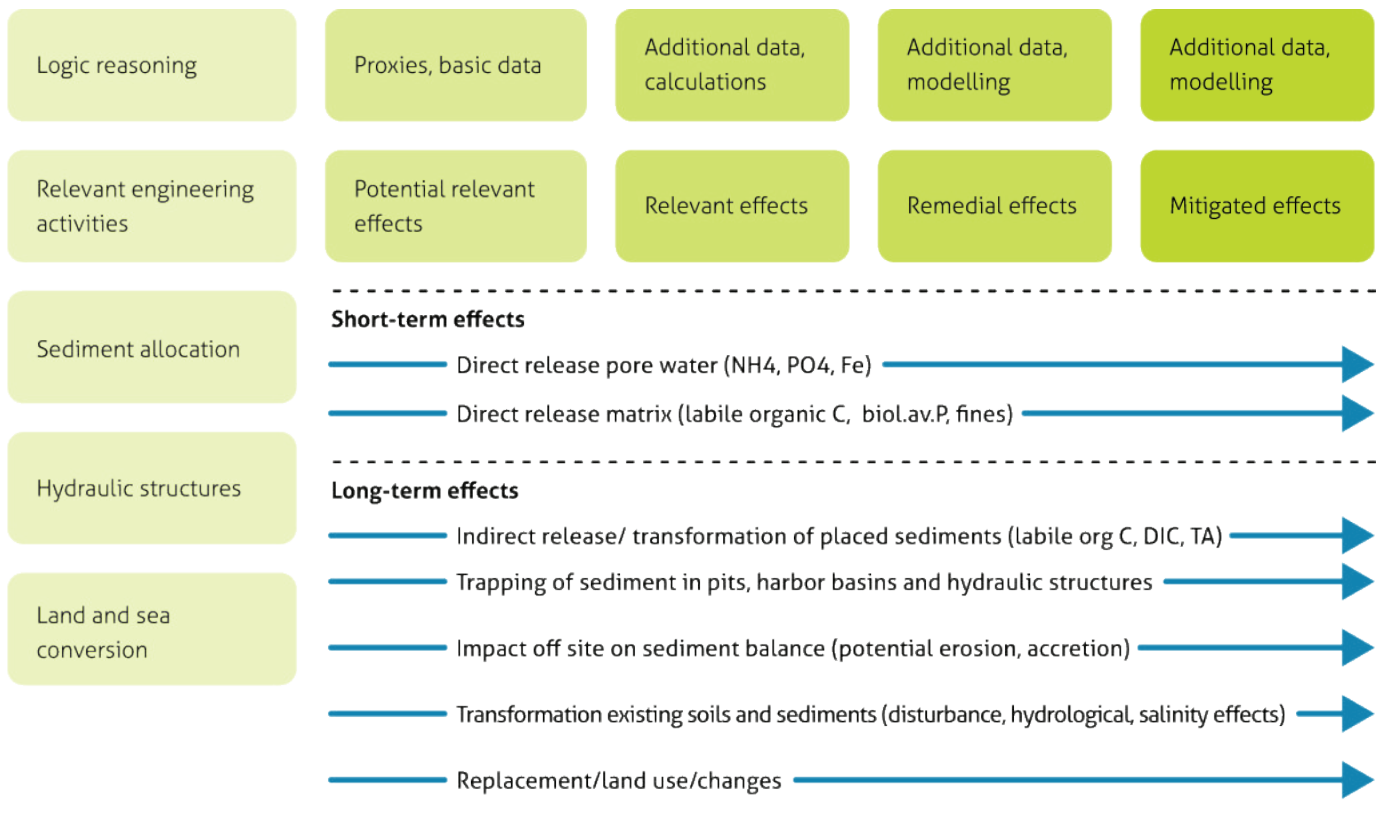 Logic reasoning
Proxies, basic data
Additional data,
calculations
Additional data,
modelling
Additional data,
modelling
Relevant engineering
activities
Potential relevant
effects
Relevant effects
Remedial effects
Mitigated effects
Sediment allocation
Hydraulic structures
Land and sea
conversion
Short-term effects
Direct release pore water (NH4, PO4, Fe)
Direct release matrix (labile organic C, biol.av.P, fines)
Long-term effects
Indirect release/ transformation of placed sediments (labile org C, DIC, TA)
Trapping of sediment in pits, harbor basins and hydraulic structures
Impact off site on sediment balance (potential erosion, accretion)
Transformation existing soils and sediments (disturbance, hydrological, salinity effects)
Replacement/land use/changes